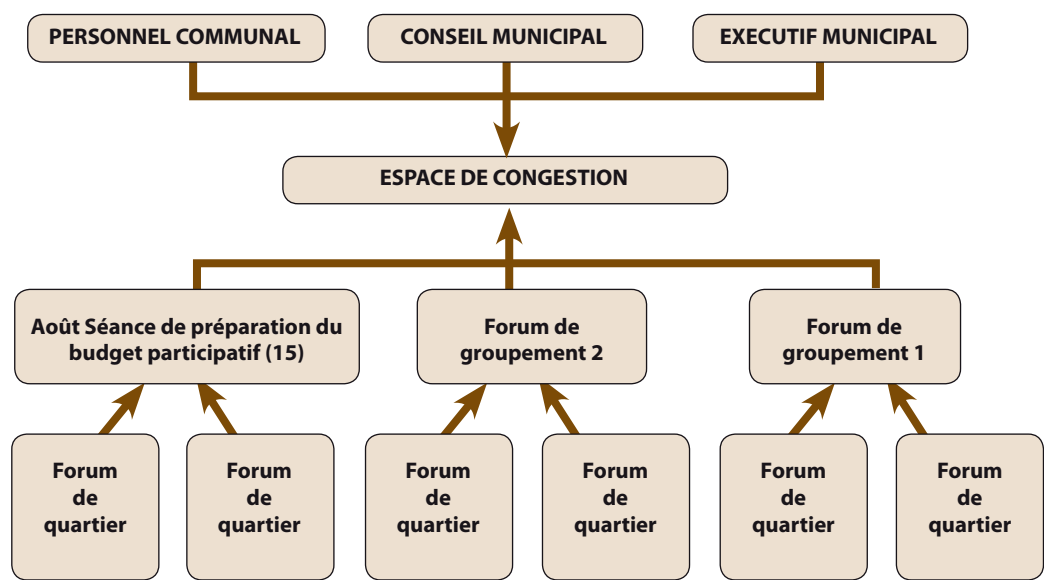 PERSONNEL COMMUNAL
CONSEIL MUNICIPAL
EXECUTIF MUNICIPAL
ESPACE DE CONGESTION
Août Séance de préparation du
budget participatif (15)
Forum de
groupement 2
Forum de
groupement 1
Forum
de
quartier
Forum
de
quartier
Forum
de
quartier
Forum
de
quartier
Forum
de
quartier
Forum
de
quartier